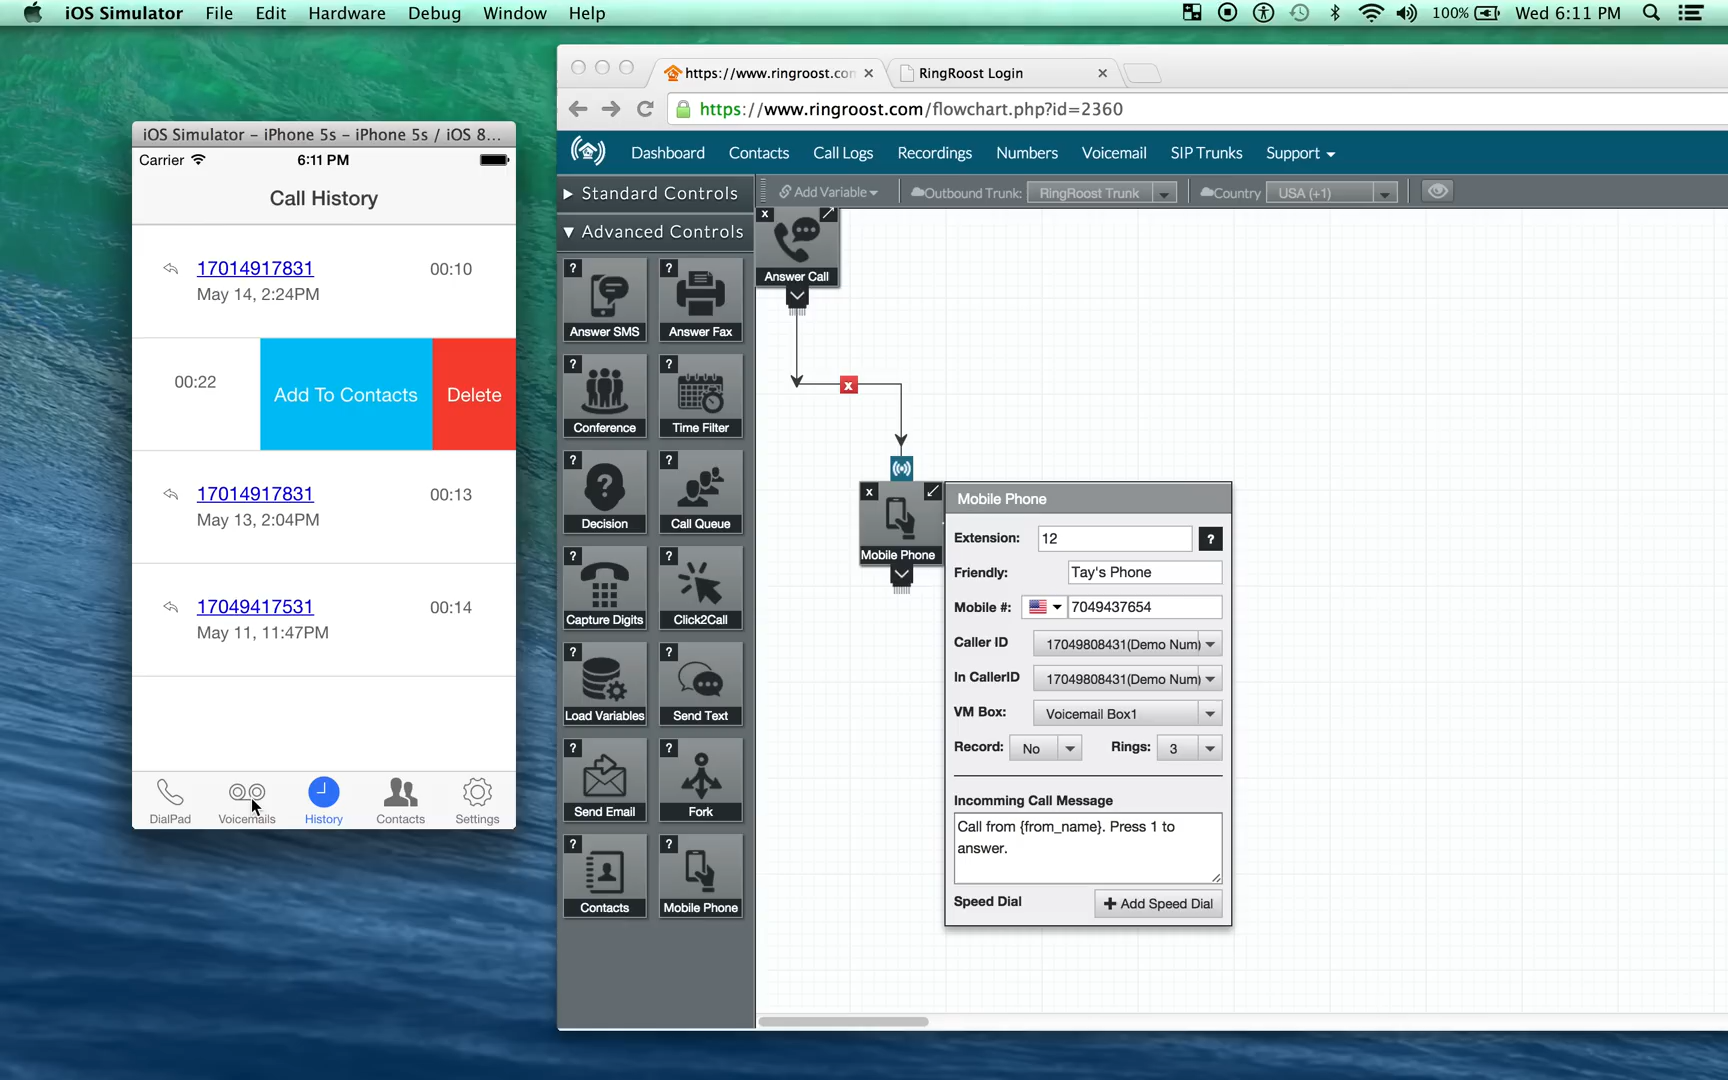 iOS Simulator File Edit Hardware Debug Window Help 100% Wed 6:11 PM
https://www.ringroost.con RingRoost Login
https://www.ringroost.com/flowchart.php?id=2360
iOS Simulator – iPhone 5s – iPhone 5s / iOS 8...
Carrier 6:11 PM
Call History
17014917831 00:10
May 14, 2:24PM
00:22 Add To Contacts Delete
17014917831 00:13
May 13, 2:04PM
17049417531 00:14
May 11, 11:47PM
DialPad Voicemails History Contacts Settings
Dashboard Contacts Call Logs Recordings Numbers Voicemail SIP Trunks Support
Standard Controls
Add Variable Outbound Trunk: RingRoost Trunk Country USA (+1)
Advanced Controls
? Answer SMS
? Answer Fax
? Conference
? Time Filter
? Decision
? Call Queue
? Capture Digits
? Click2Call
? Load Variables
? Send Text
? Send Email
? Fork
? Contacts
? Mobile Phone
x
Answer Call
x
x
Mobile Phone
Mobile Phone
Extension: 12 ?
Friendly: Tay's Phone
Mobile #: 7049437654
Caller ID 17049808431(Demo Num)
In CallerID 17049808431(Demo Num)
VM Box: Voicemail Box1
Record: No Rings: 3
Incomming Call Message
Call from {from_name}. Press 1 to
answer.
Speed Dial + Add Speed Dial